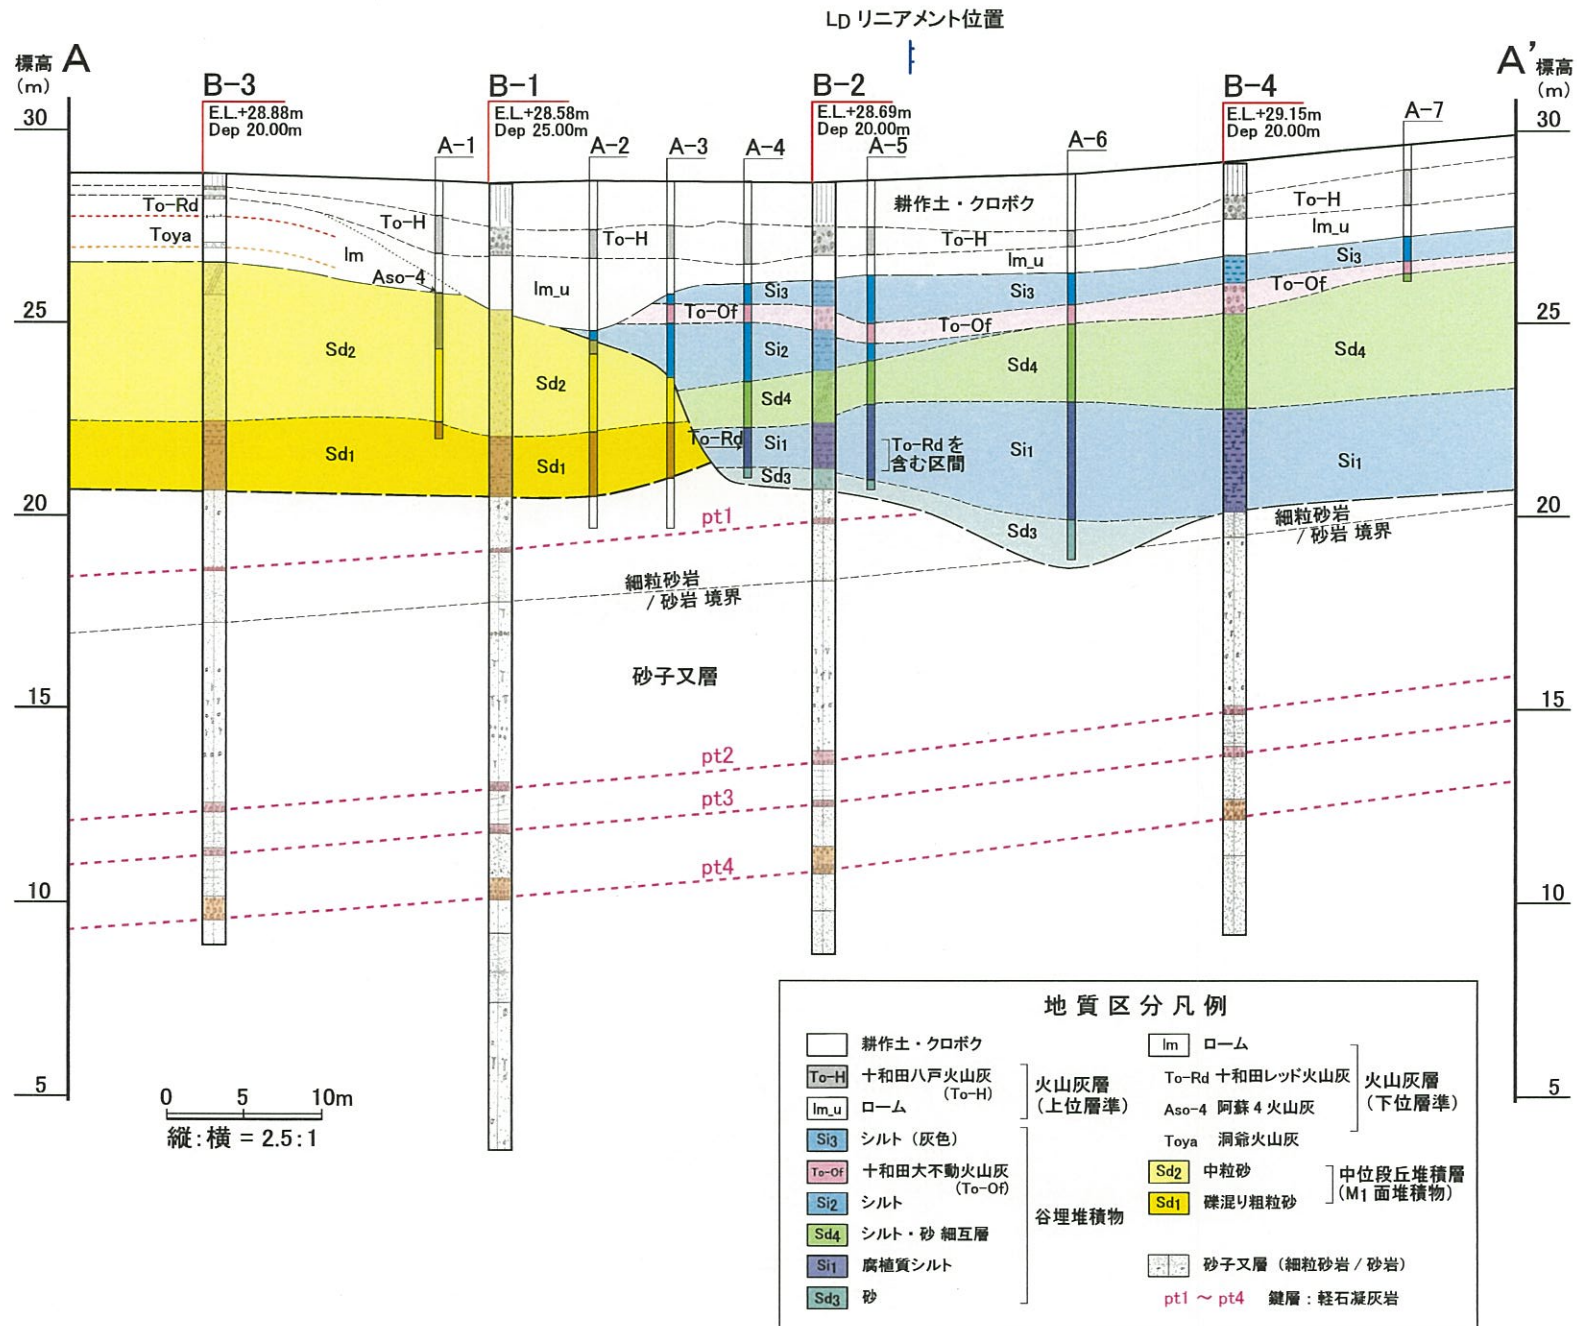 LD リニアメント位置
標高 A
(m)
A' 標高
(m)
B-3
E.L.+28.88m
Dep 20.00m
B-1
E.L.+28.58m
Dep 25.00m
B-2
E.L.+28.69m
Dep 20.00m
B-4
E.L.+29.15m
Dep 20.00m
A-1
A-2
A-3
A-4
A-5
A-6
A-7
30
30
25
25
20
20
15
15
10
10
5
5
To-Rd
Toya
lm
Aso-4
To-H
To-H
耕作土・クロボク
To-H
To-H
lm_u
lm_u
lm_u
Si3
Si3
Si3
To-Of
To-Of
To-Of
Si2
Sd2
Sd2
Sd4
Sd4
Sd4
To-Rd
Si1
To-Rd を
含む区間
Si1
Si1
Sd1
Sd1
Sd3
Sd3
pt1
細粒砂岩
/ 砂岩 境界
細粒砂岩
/ 砂岩 境界
砂子又層
pt2
pt3
pt4
0 5 10m
縦:横 = 2.5:1
地質区分凡例
耕作土・クロボク
To-H 十和田八戸火山灰
(To-H)
lm_u ローム
火山灰層
(上位層準)
Si3 シルト(灰色)
To-Of 十和田大不動火山灰
(To-Of)
Si2 シルト
Sd4 シルト・砂 細互層
Si1 腐植質シルト
Sd3 砂
谷埋堆積物
lm ローム
To-Rd 十和田レッド火山灰
Aso-4 阿蘇4火山灰
Toya 洞爺火山灰
火山灰層
(下位層準)
Sd2 中粒砂
Sd1 礫混り粗粒砂
中位段丘堆積層
(M1 面堆積物)
砂子又層(細粒砂岩 / 砂岩)
pt1 ～ pt4 鍵層:軽石凝灰岩